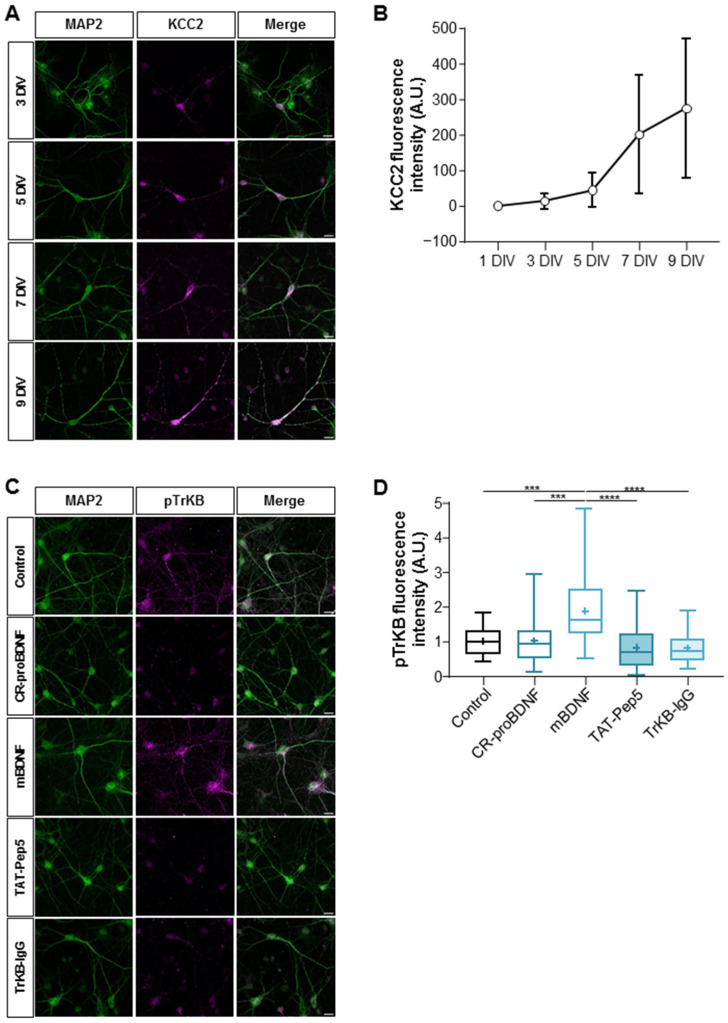 A
MAP2
KCC2
Merge
3 DIV
5 DIV
7 DIV
9 DIV
B
KCC2 fluorescence
intensity (A.U.)
500
400
300
200
100
0
−100
1 DIV
3 DIV
5 DIV
7 DIV
9 DIV
C
MAP2
pTrKB
Merge
Control
CR-proBDNF
mBDNF
TAT-Pep5
TrKB-IgG
D
pTrKB fluorescence
intensity (A.U.)
*** ****
*** ****
5
4
3
2
1
0
Control
CR-proBDNF
mBDNF
TAT-Pep5
TrKB-IgG